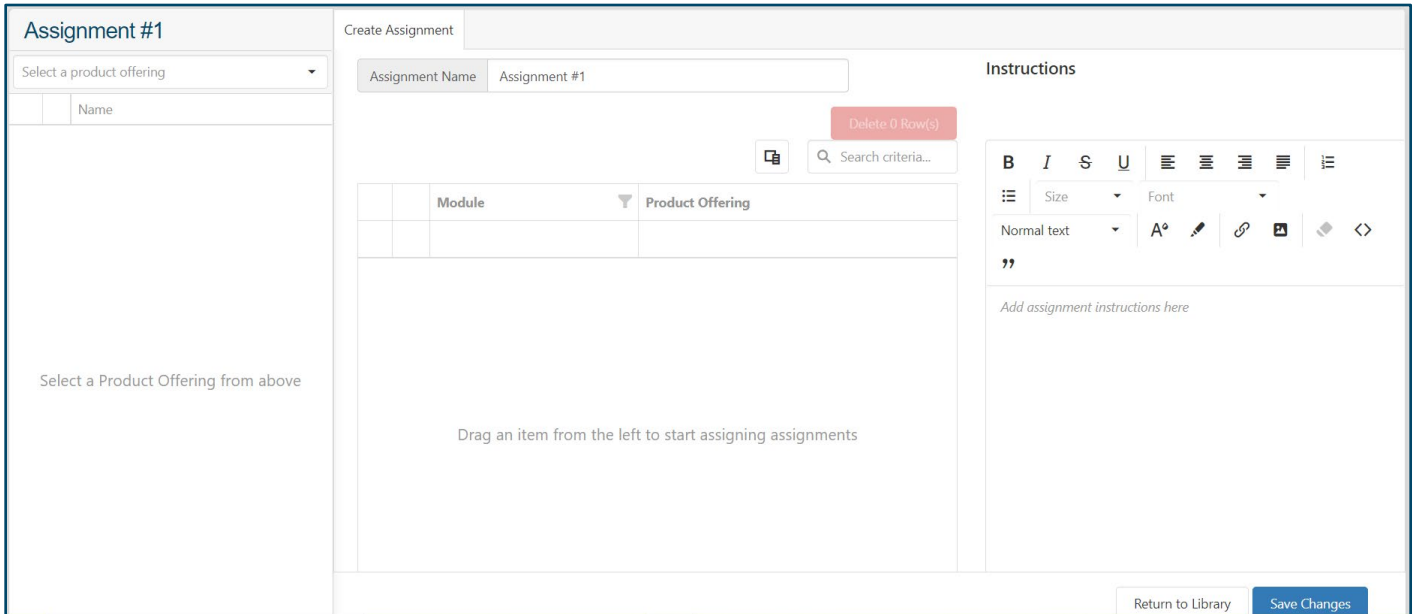 Assignment #1
Select a product offering
Name
Select a Product Offering from above
Create Assignment
Assignment Name Assignment #1
Delete 0 Row(s)
Search criteria...
Module Product Offering
Drag an item from the left to start assigning assignments
Instructions
B I S U
Size Font
Normal text
Add assignment instructions here
Return to Library Save Changes